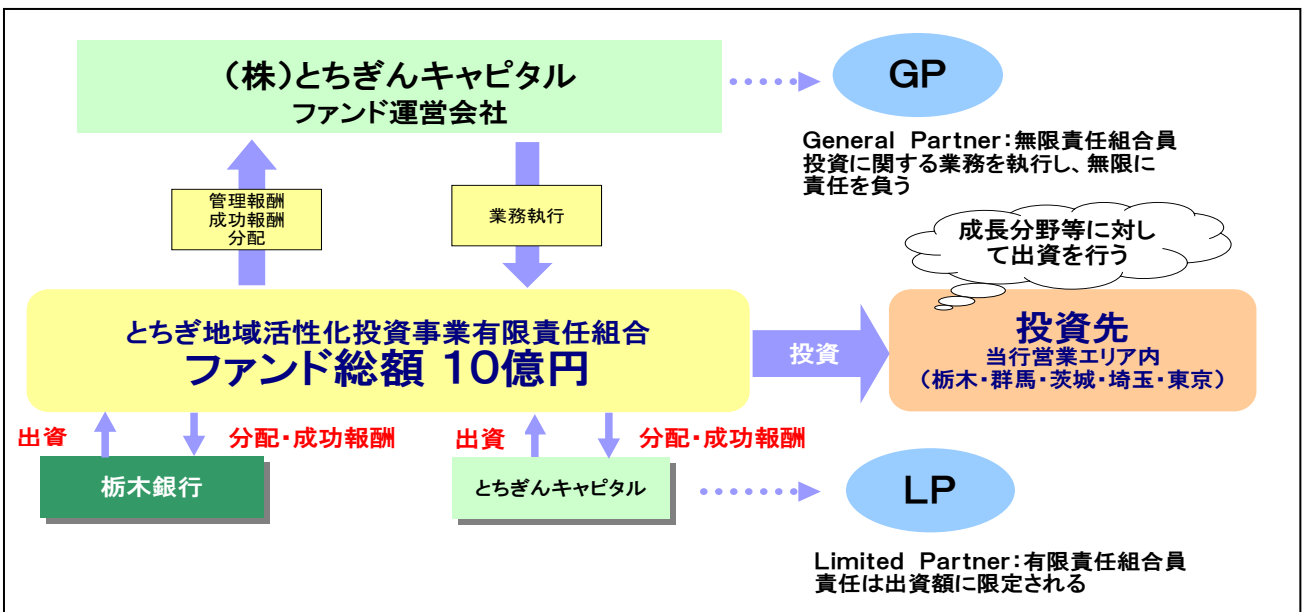 (株)とちぎんキャピタル
ファンド運営会社
GP
General Partner:無限責任組合員
投資に関する業務を執行し、無限に
責任を負う
管理報酬
成功報酬
分配
業務執行
成長分野等に対し
て出資を行う
とちぎ地域活性化投資事業有限責任組合
ファンド総額 10億円
投資
投資先
当行営業エリア内
(栃木・群馬・茨城・埼玉・東京)
出資
分配・成功報酬
出資
分配・成功報酬
栃木銀行
とちぎんキャピタル
LP
Limited Partner:有限責任組合員
責任は出資額に限定される